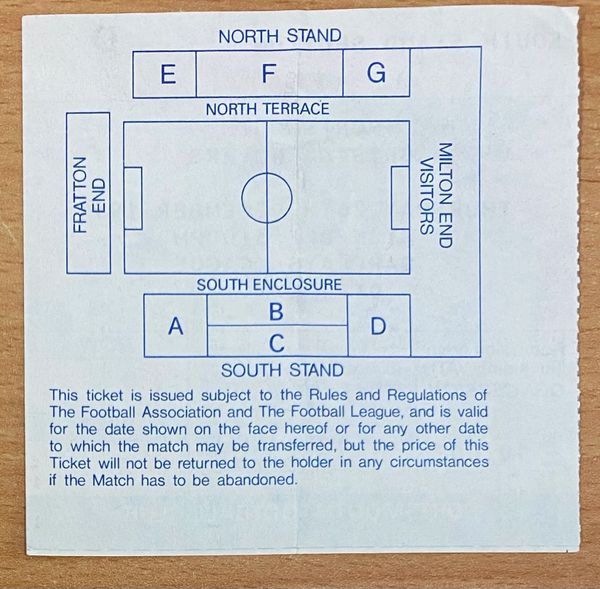 NORTH STAND
E F G
NORTH TERRACE
FRATTON
END
MILTON END
VISITORS
SOUTH ENCLOSURE
A B D
C
SOUTH STAND
This ticket is issued subject to the Rules and Regulations of
The Football Association and The Football League, and is valid
for the date shown on the face hereof or for any other date
to which the match may be transferred, but the price of this
Ticket will not be returned to the holder in any circumstances
if the Match has to be abandoned.